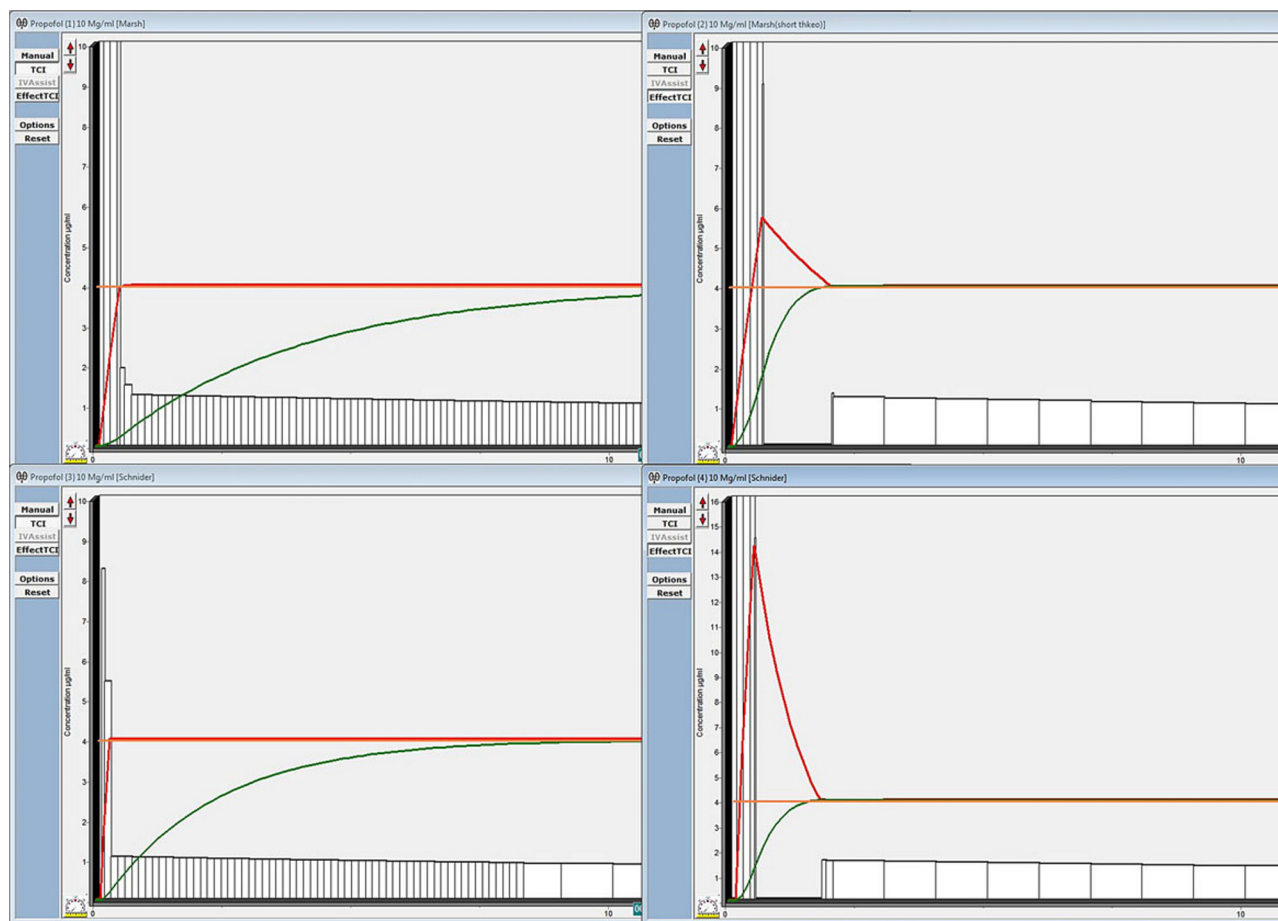 Propofol (1) 10 Mg/ml [Marsh]
Manual
TCI
IVAssist
EffectTCI
Options
Reset
Concentration µg/ml
10
9
8
7
6
5
4
3
2
1
0
10
Propofol (2) 10 Mg/ml [Marsh(short thkeo)]
Manual
TCI
IVAssist
EffectTCI
Options
Reset
Concentration µg/ml
10
9
8
7
6
5
4
3
2
1
0
10
Propofol (3) 10 Mg/ml [Schnider]
Manual
TCI
IVAssist
EffectTCI
Options
Reset
Concentration µg/ml
10
9
8
7
6
5
4
3
2
1
0
10
Propofol (4) 10 Mg/ml [Schnider]
Manual
TCI
IVAssist
EffectTCI
Options
Reset
Concentration µg/ml
16
15
14
13
12
11
10
9
8
7
6
5
4
3
2
1
0
10